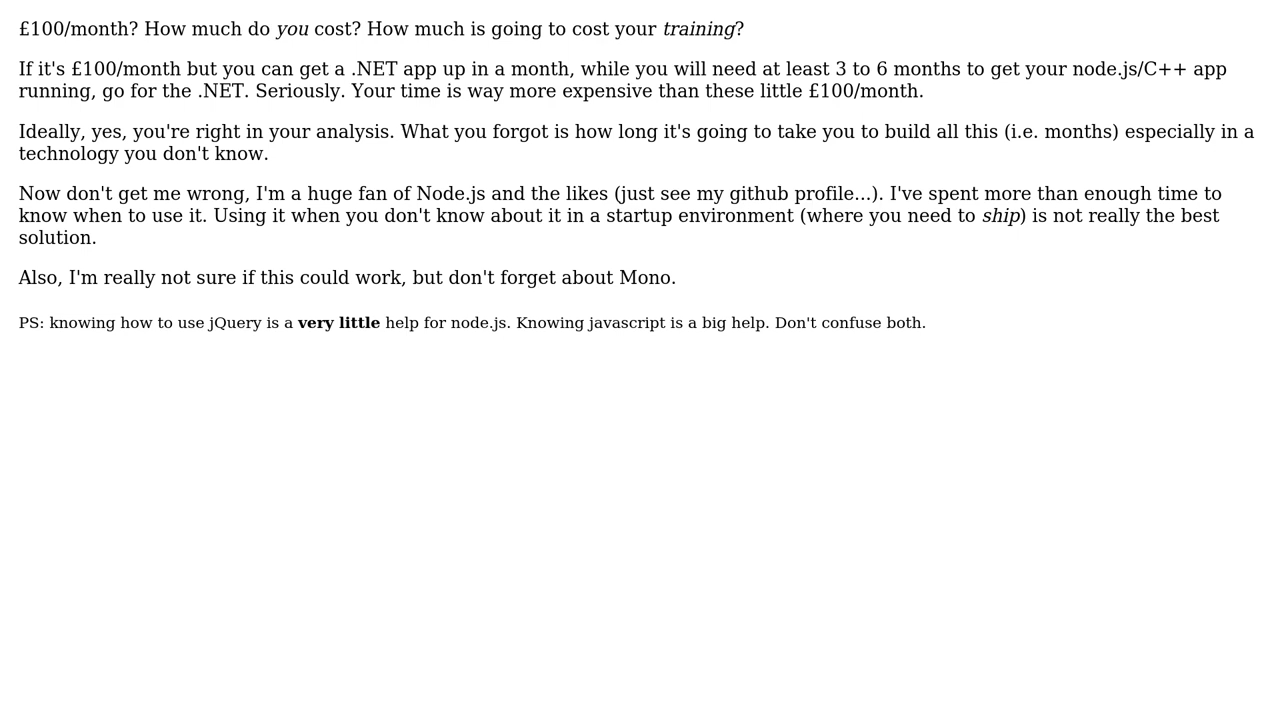 £100/month? How much do you cost? How much is going to cost your training?
If it's £100/month but you can get a .NET app up in a month, while you will need at least 3 to 6 months to get your node.js/C++ app
running, go for the .NET. Seriously. Your time is way more expensive than these little £100/month.
Ideally, yes, you're right in your analysis. What you forgot is how long it's going to take you to build all this (i.e. months) especially in a
technology you don't know.
Now don't get me wrong, I'm a huge fan of Node.js and the likes (just see my github profile...). I've spent more than enough time to
know when to use it. Using it when you don't know about it in a startup environment (where you need to ship) is not really the best
solution.
Also, I'm really not sure if this could work, but don't forget about Mono.
PS: knowing how to use jQuery is a very little help for node.js. Knowing javascript is a big help. Don't confuse both.